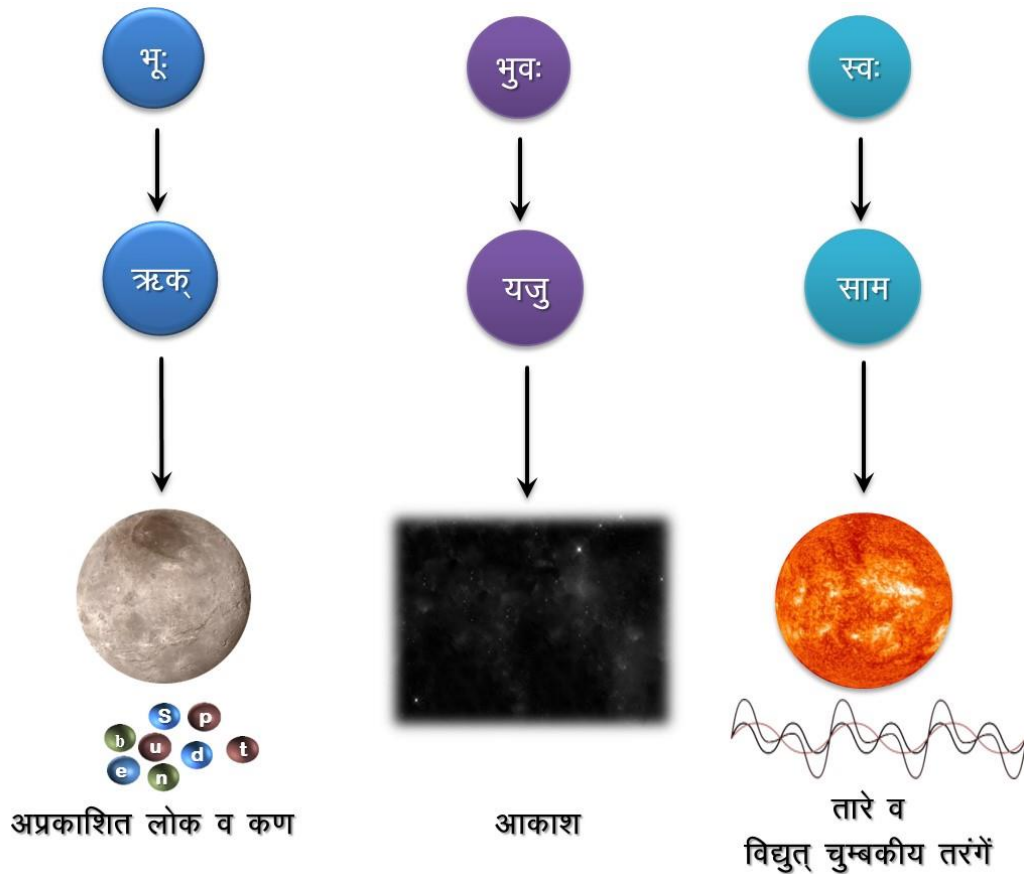 भूः
भुवः
स्वः
ऋक्
यजु
साम
S p
b u d t
e n
अप्रकाशित लोक व कण
आकाश
तारे व
विद्युत् चुम्बकीय तरंगें